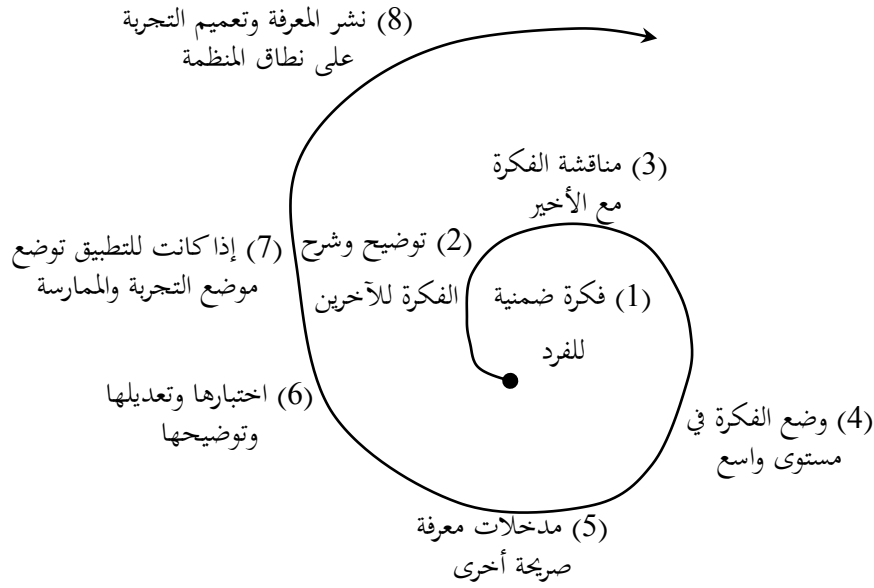 (1) فكرة ضمنية
للفرد
(2) توضيح وشرح
الفكرة للآخرين
(3) مناقشة الفكرة
مع الأخير
(4) وضع الفكرة في
مستوى واسع
(5) مدخلات معرفة
صريحة أخرى
(6) اختبارها وتعديلها
وتوضيحها
(7) إذا كانت للتطبيق توضع
موضع التجربة والممارسة
(8) نشر المعرفة وتعميم التجربة
على نطاق المنظمة